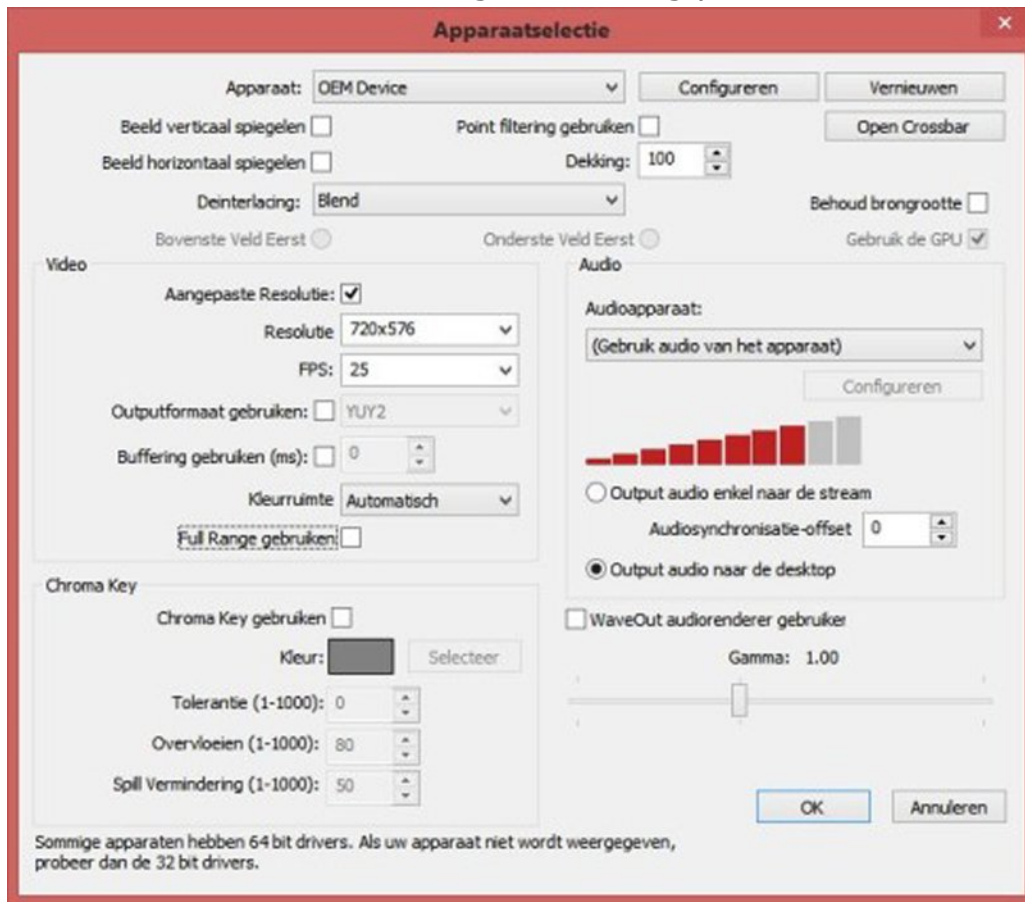 Apparaatselectie
Apparaat: OEM Device Configureren Vernieuwen
Beeld verticaal spiegelen Point filtering gebruiken Open Crossbar
Beeld horizontaal spiegelen Dekking: 100
Deinterlacing: Blend Behoud brongrootte
Bovenste Veld Eerst Onderste Veld Eerst Gebruik de GPU
Video
Aangepaste Resolutie:
Resolutie 720x576
FPS: 25
Outputformaat gebruiken: YUY2
Buffering gebruiken (ms): 0
Kleurruimte Automatisch
Full Range gebruiken:
Audio
Audioapparaat:
(Gebruik audio van het apparaat)
Configureren
Output audio enkel naar de stream
Audiosynchronisatie-offset 0
Output audio naar de desktop
Chroma Key
Chroma Key gebruiken
Kleur: Selecteer
Tolerantie (1-1000): 0
Overvloeien (1-1000): 80
Spill Vermindering (1-1000): 50
WaveOut audiorenderer gebruiker
Gamma: 1.00
OK Annuleren
Sommige apparaten hebben 64 bit drivers. Als uw apparaat niet wordt weergegeven,
probeer dan de 32 bit drivers.